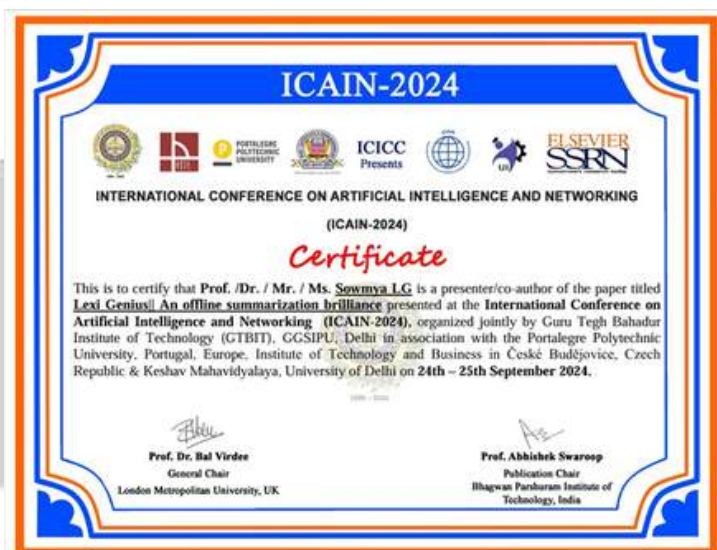 ICAIN-2024
PORTALEGRE
POLYTECHNIC
UNIVERSITY
ICICC
Presents
ELSEVIER
SSRN
INTERNATIONAL CONFERENCE ON ARTIFICIAL INTELLIGENCE AND NETWORKING
(ICAIN-2024)
Certificate
This is to certify that Prof. /Dr. / Mr. / Ms. Sowmya LG is a presenter/co-author of the paper titled
Lexi Genius|| An offline summarization brilliance presented at the International Conference on
Artificial Intelligence and Networking (ICAIN-2024), organized jointly by Guru Tegh Bahadur
Institute of Technology (GTBIT), GGSIPU, Delhi in association with the Portalegre Polytechnic
University, Portugal, Europe, Institute of Technology and Business in České Budějovice, Czech
Republic & Keshav Mahavidyalaya, University of Delhi on 24th – 25th September 2024.
Prof. Dr. Bal Virdee
General Chair
London Metropolitan University, UK
Prof. Abhishek Swaroop
Publication Chair
Bhagwan Parshuram Institute of
Technology, India